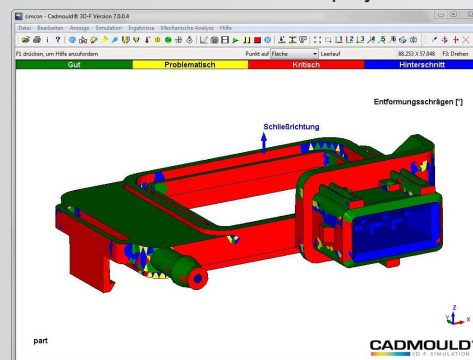 simcon - Cadmould® 3D-F Version 7.0.0.4
Datei Bearbeiten Anzeige Simulation Ergebnisse Mechanische Analyse Hilfe
F1 drücken, um Hilfe anzufordern Punkt auf Fläche Leerlauf 88.253 X 57.048 F3: Drehen
Gut Problematisch Kritisch Hinterschnitt
Entformungsschrägen [°]
Schließrichtung
Z
Y
X
part
CADMOULD
3D-F SIMULATION